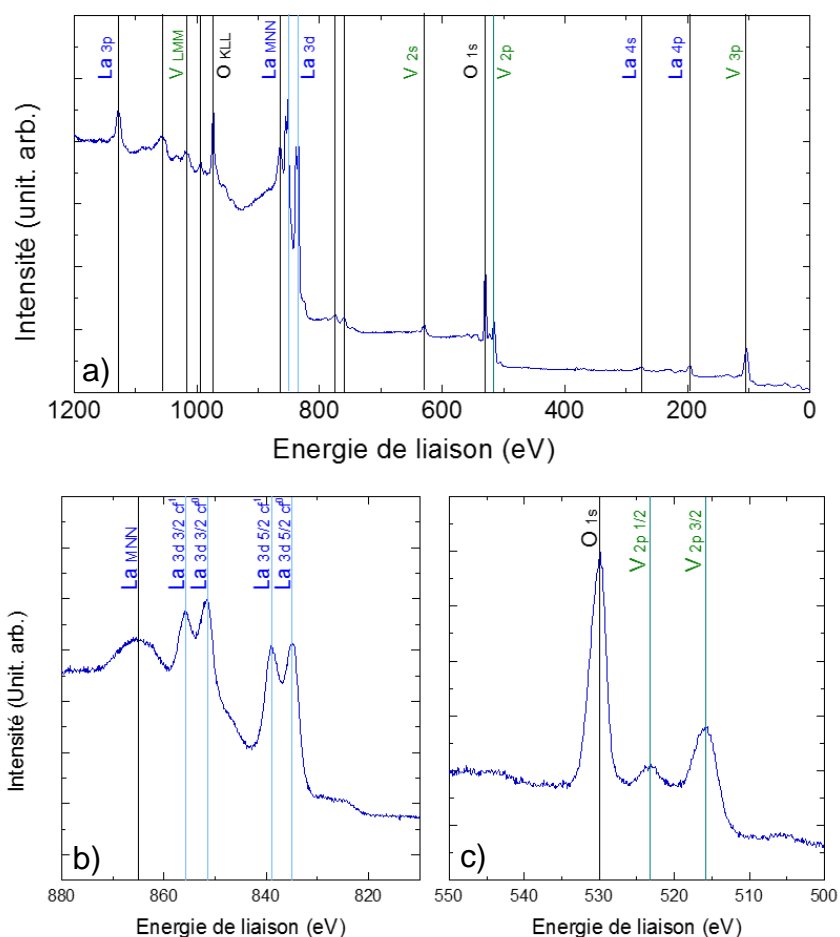 La 3p
V LMM
O KLL
La MNN
La 3d
V 2s
O 1s
V 2p
La 4s
La 4p
V 3p
Intensité (unit. arb.)
a)
1200 1000 800 600 400 200 0
Energie de liaison (eV)
La MNN
La 3d 3/2 cf¹
La 3d 3/2 cf⁰
La 3d 5/2 cf¹
La 3d 5/2 cf⁰
Intensité (Unit. arb.)
b)
880 860 840 820
Energie de liaison (eV)
O 1s
V 2p 1/2
V 2p 3/2
c)
550 540 530 520 510 500
Energie de liaison (eV)